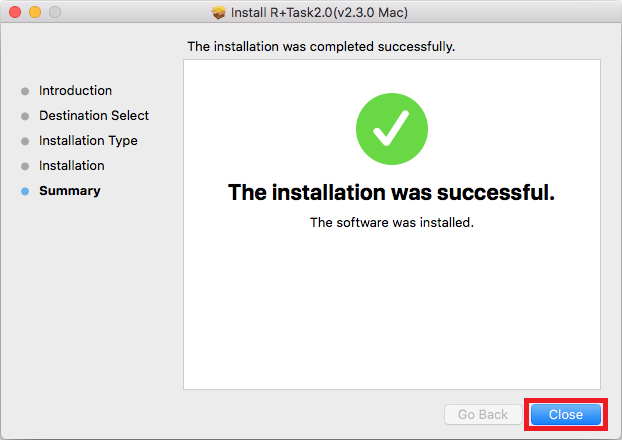 Install R+Task2.0(v2.3.0 Mac)
The installation was completed successfully.
Introduction
Destination Select
Installation Type
Installation
Summary
The installation was successful.
The software was installed.
Go Back
Close